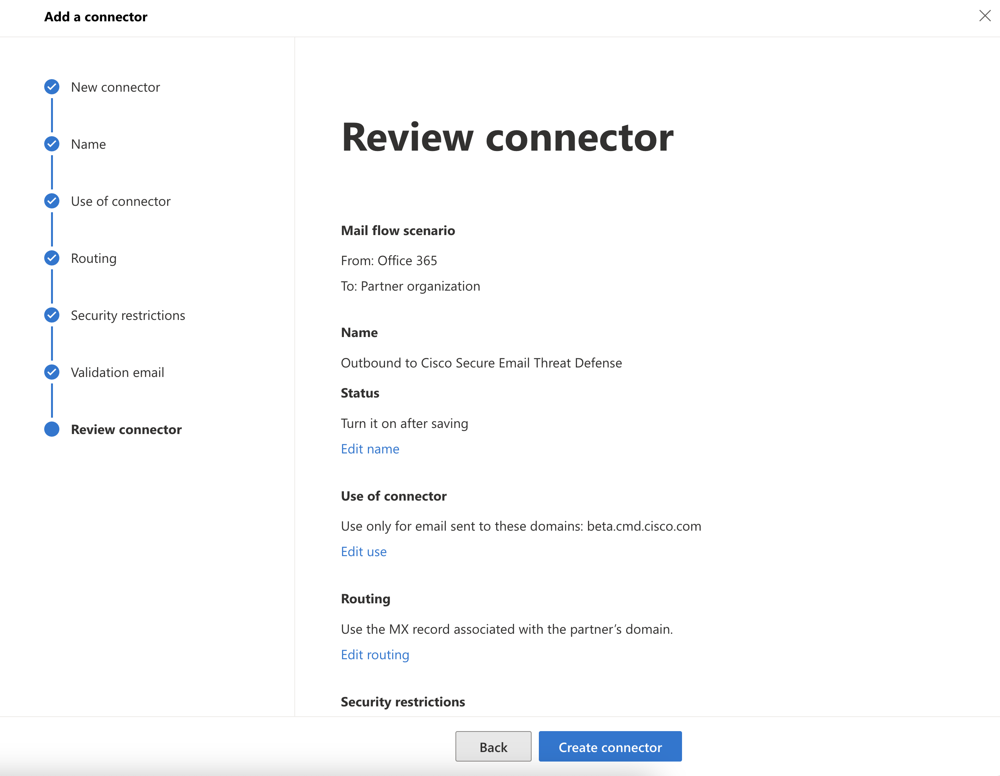 Add a connector
New connector
Name
Use of connector
Routing
Security restrictions
Validation email
Review connector
Review connector
Mail flow scenario
From: Office 365
To: Partner organization
Name
Outbound to Cisco Secure Email Threat Defense
Status
Turn it on after saving
Edit name
Use of connector
Use only for email sent to these domains: beta.cmd.cisco.com
Edit use
Routing
Use the MX record associated with the partner’s domain.
Edit routing
Security restrictions
Back
Create connector